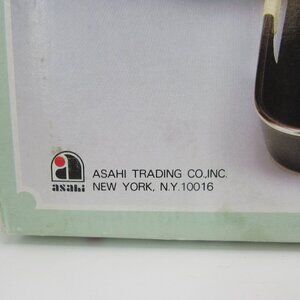 asahi
ASAHI TRADING CO.,INC.
NEW YORK, N.Y. 10016